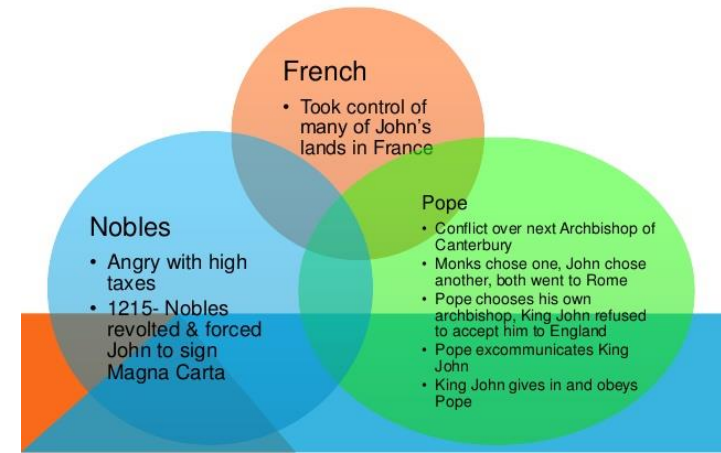 French
• Took control of
many of John's
lands in France
Nobles
• Angry with high
taxes
• 1215- Nobles
revolted & forced
John to sign
Magna Carta
Pope
• Conflict over next Archbishop of
Canterbury
• Monks chose one, John chose
another, both went to Rome
• Pope chooses his own
archbishop, King John refused
to accept him to England
• Pope excommunicates King
John
• King John gives in and obeys
Pope